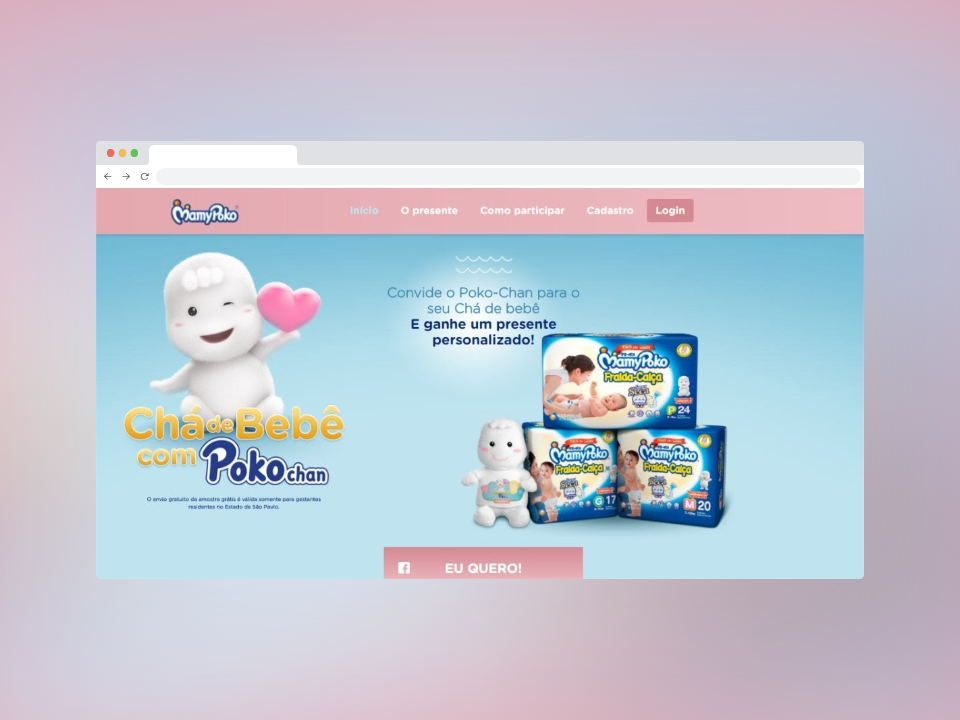 MamyPoko
Início
O presente
Como participar
Cadastro
Login
Convide o Poko-Chan para o
seu Chá de bebê
E ganhe um presente
personalizado!
Chá de Bebê
com Poko chan
O envio gratuito da amostra grátis é válida somente para gestantes
residentes no Estado de São Paulo.
MamyPoko
Fralda-Calça
P 24
MamyPoko
Fralda-Calça
G 17
MamyPoko
Fralda-Calça
M 20
EU QUERO!